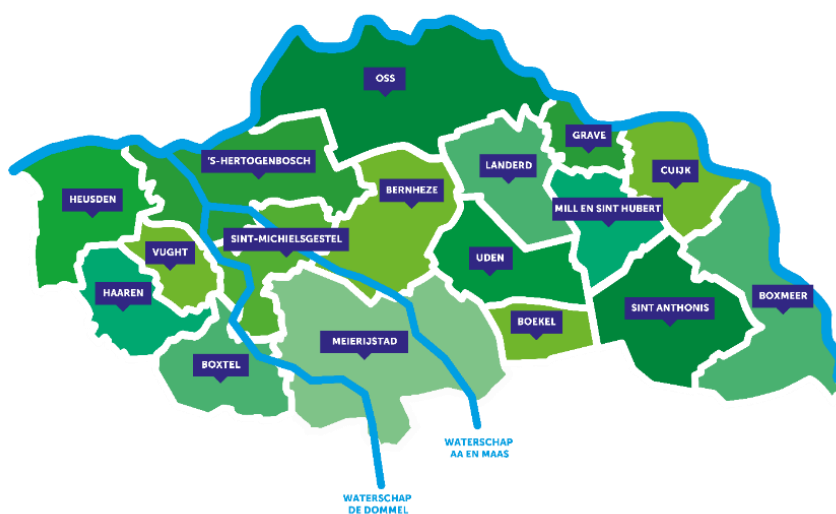 OSS
GRAVE
'S-HERTOGENBOSCH
LANDERD
CUIJK
BERNHEZE
HEUSDEN
MILL EN SINT HUBERT
SINT-MICHIELSGESTEL
VUGHT
UDEN
HAAREN
BOXMEER
SINT ANTHONIS
BOEKEL
MEIERIJSTAD
BOXTEL
WATERSCHAP
AA EN MAAS
WATERSCHAP
DE DOMMEL